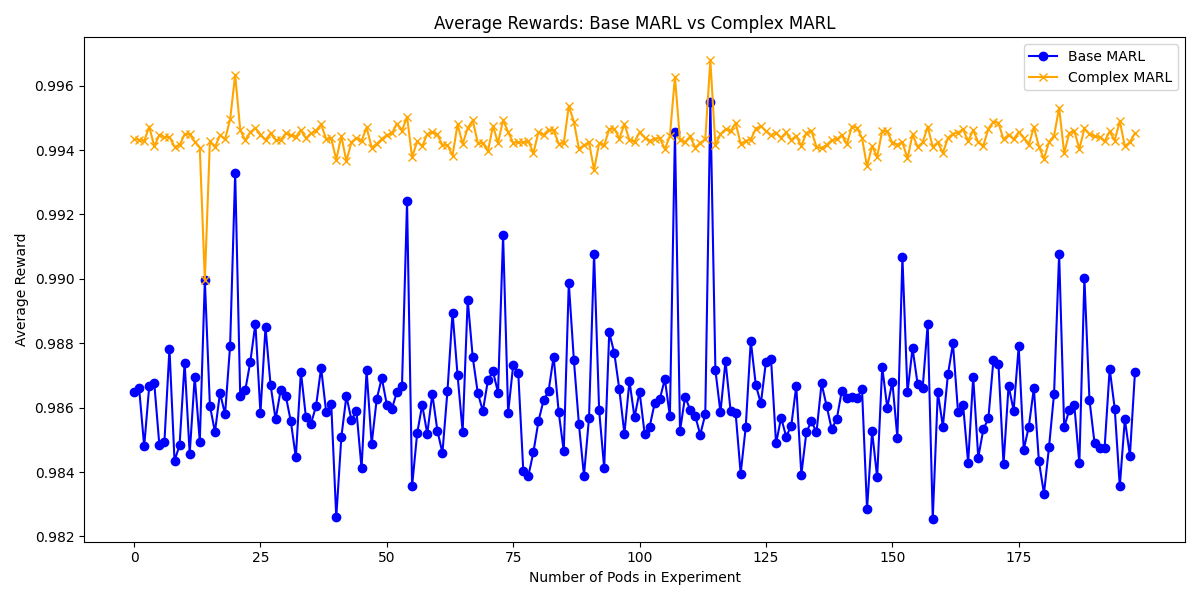 Average Rewards: Base MARL vs Complex MARL
Base MARL
Complex MARL
Average Reward
0.996
0.994
0.992
0.990
0.988
0.986
0.984
0.982
0 25 50 75 100 125 150 175
Number of Pods in Experiment